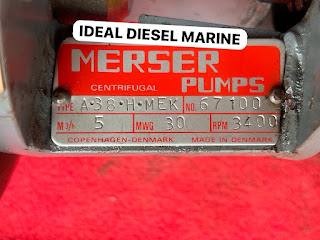 IDEAL DIESEL MARINE
MERSER
CENTRIFUGAL PUMPS
TYPE A·38·H·MEK NO. 67100
M3/h 5 MWG 30 RPM 3400
COPENHAGEN-DENMARK MADE IN DENMARK